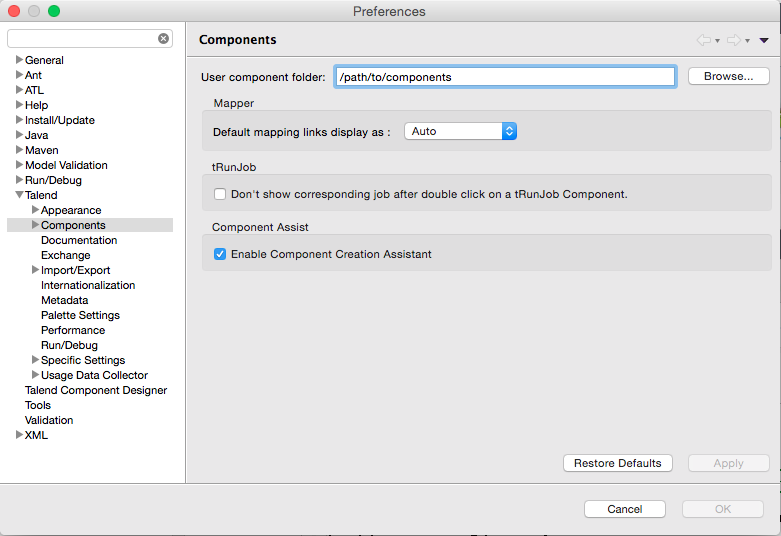 Preferences
General
Ant
ATL
Help
Install/Update
Java
Maven
Model Validation
Run/Debug
Talend
Appearance
Components
Documentation
Exchange
Import/Export
Internationalization
Metadata
Palette Settings
Performance
Run/Debug
Specific Settings
Usage Data Collector
Talend Component Designer
Tools
Validation
XML
Components
User component folder: /path/to/components Browse...
Mapper
Default mapping links display as : Auto
tRunJob
Don't show corresponding job after double click on a tRunJob Component.
Component Assist
Enable Component Creation Assistant
Restore Defaults Apply
Cancel OK